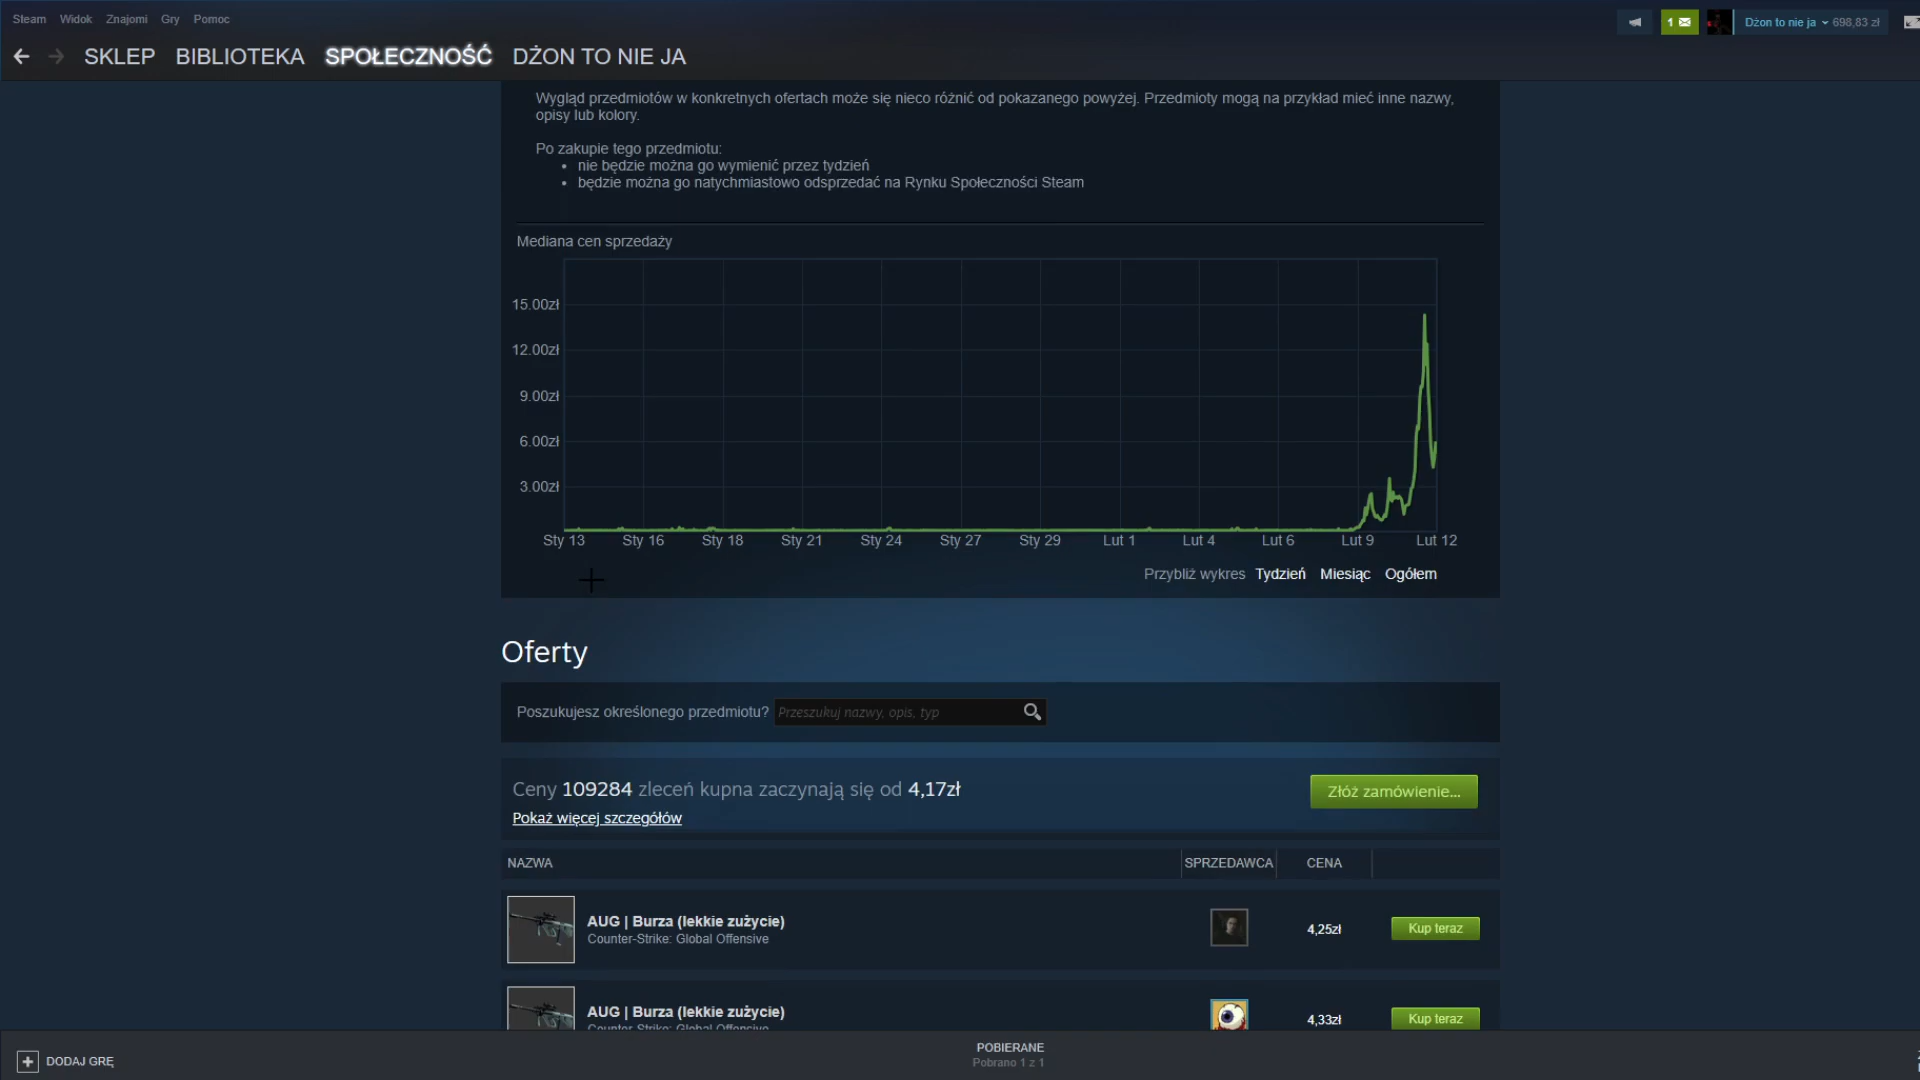 Steam Widok Znajomi Gry Pomoc
1
Dżon to nie ja 698,83 zł
SKLEP BIBLIOTEKA SPOŁECZNOŚĆ DŻON TO NIE JA
Wygląd przedmiotów w konkretnych ofertach może się nieco różnić od pokazanego powyżej. Przedmioty mogą na przykład mieć inne nazwy,
opisy lub kolory.
Po zakupie tego przedmiotu:
• nie będzie można go wymienić przez tydzień
• będzie można go natychmiastowo odsprzedać na Rynku Społeczności Steam
Mediana cen sprzedaży
15.00zł
12.00zł
9.00zł
6.00zł
3.00zł
Sty 13 Sty 16 Sty 18 Sty 21 Sty 24 Sty 27 Sty 29 Lut 1 Lut 4 Lut 6 Lut 9 Lut 12
Przybliż wykres Tydzień Miesiąc Ogółem
Oferty
Poszukujesz określonego przedmiotu? Przeszukuj nazwy, opis, typ
Ceny 109284 zleceń kupna zaczynają się od 4,17zł
Złóż zamówienie...
Pokaż więcej szczegółów
NAZWA SPRZEDAWCA CENA
AUG | Burza (lekkie zużycie)
Counter-Strike: Global Offensive
4,25zł
Kup teraz
AUG | Burza (lekkie zużycie)
Counter-Strike: Global Offensive
4,33zł
Kup teraz
DODAJ GRĘ
POBIERANE
Pobrano 1 z 1